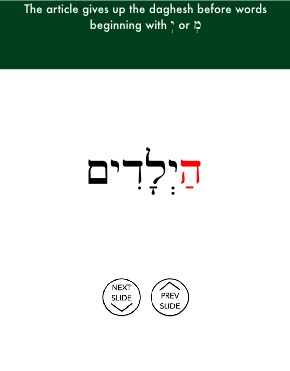 The article gives up the daghesh before words
beginning with יְ or מְ
הַיְלָדִים
NEXT
SLIDE
PREV
SLIDE